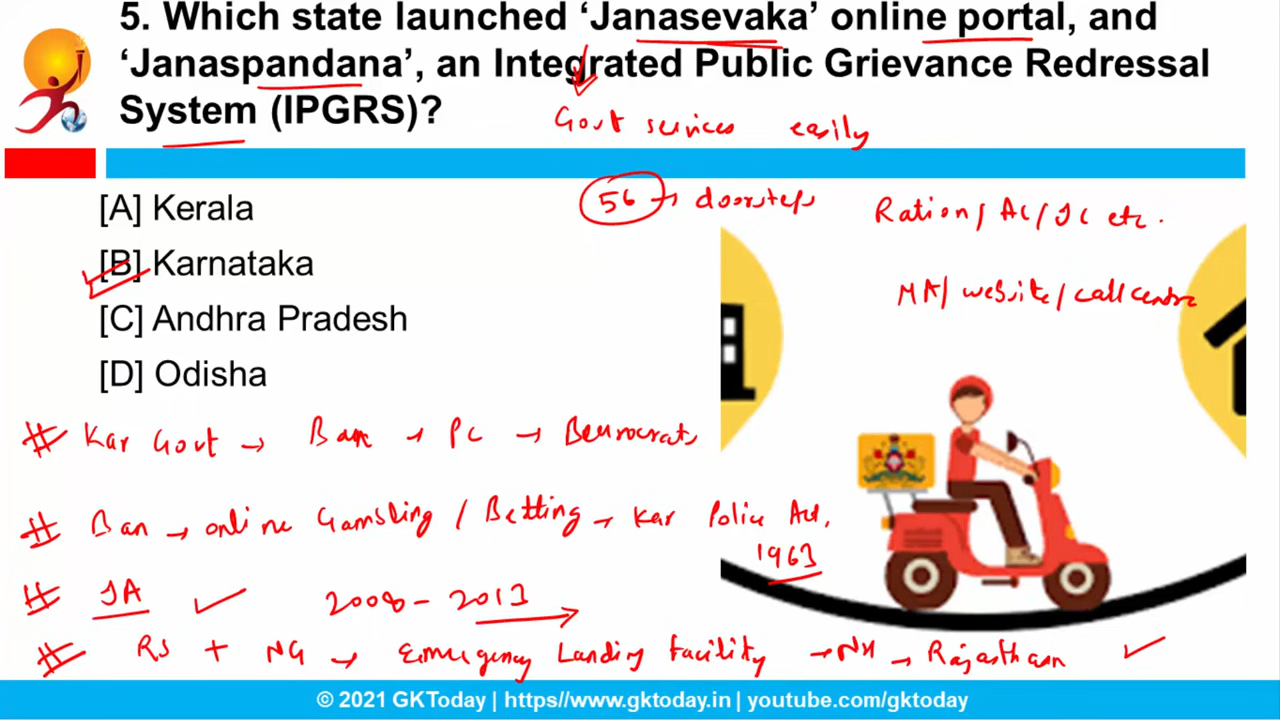 5. Which state launched ‘Janasevaka’ online portal, and
‘Janaspandana’, an Integrated Public Grievance Redressal
System (IPGRS)?
Govt services easily
56 → doorsteps
Ration/ AC/ IC etc.
[A] Kerala
[B] Karnataka
MA/ website/ call centre
[C] Andhra Pradesh
[D] Odisha
# Kar Govt → Ban → PC → Beurocrats
# Ban → online Gambling / Betting → Kar Police Act,
1963
# IA 2008 - 2013
# RS + NG → Emergency Landing Facility → NH → Rajasthan
© 2021 GKToday | https//www.gktoday.in | youtube.com/gktoday